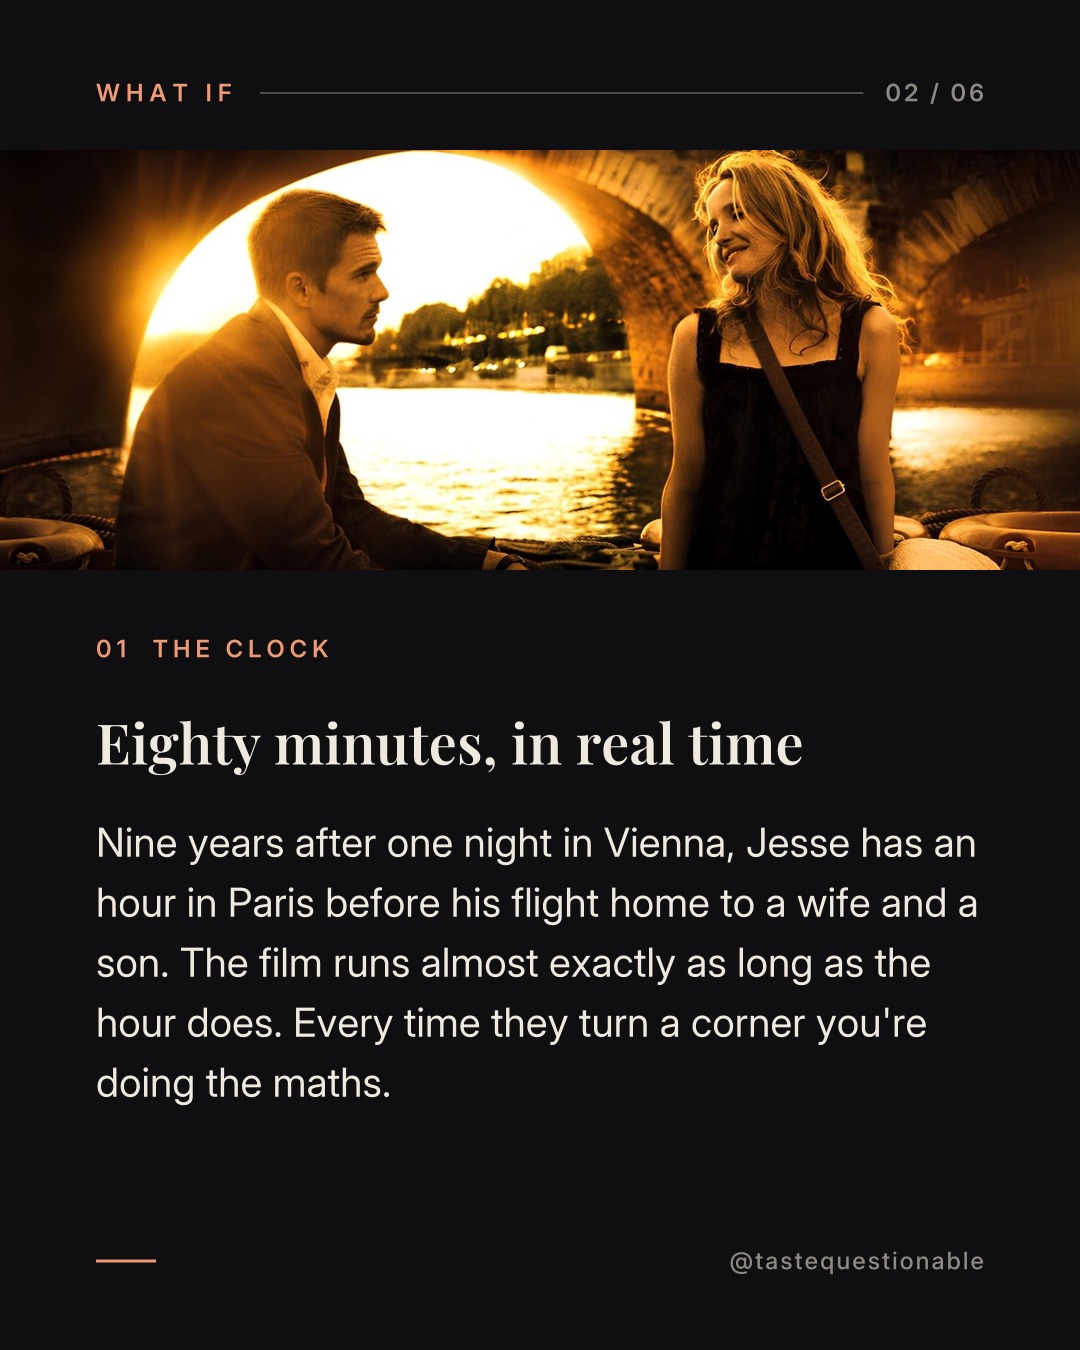 WHAT IF
02 / 06
01 THE CLOCK
Eighty minutes, in real time
Nine years after one night in Vienna, Jesse has an
hour in Paris before his flight home to a wife and a
son. The film runs almost exactly as long as the
hour does. Every time they turn a corner you're
doing the maths.
@tastequestionable